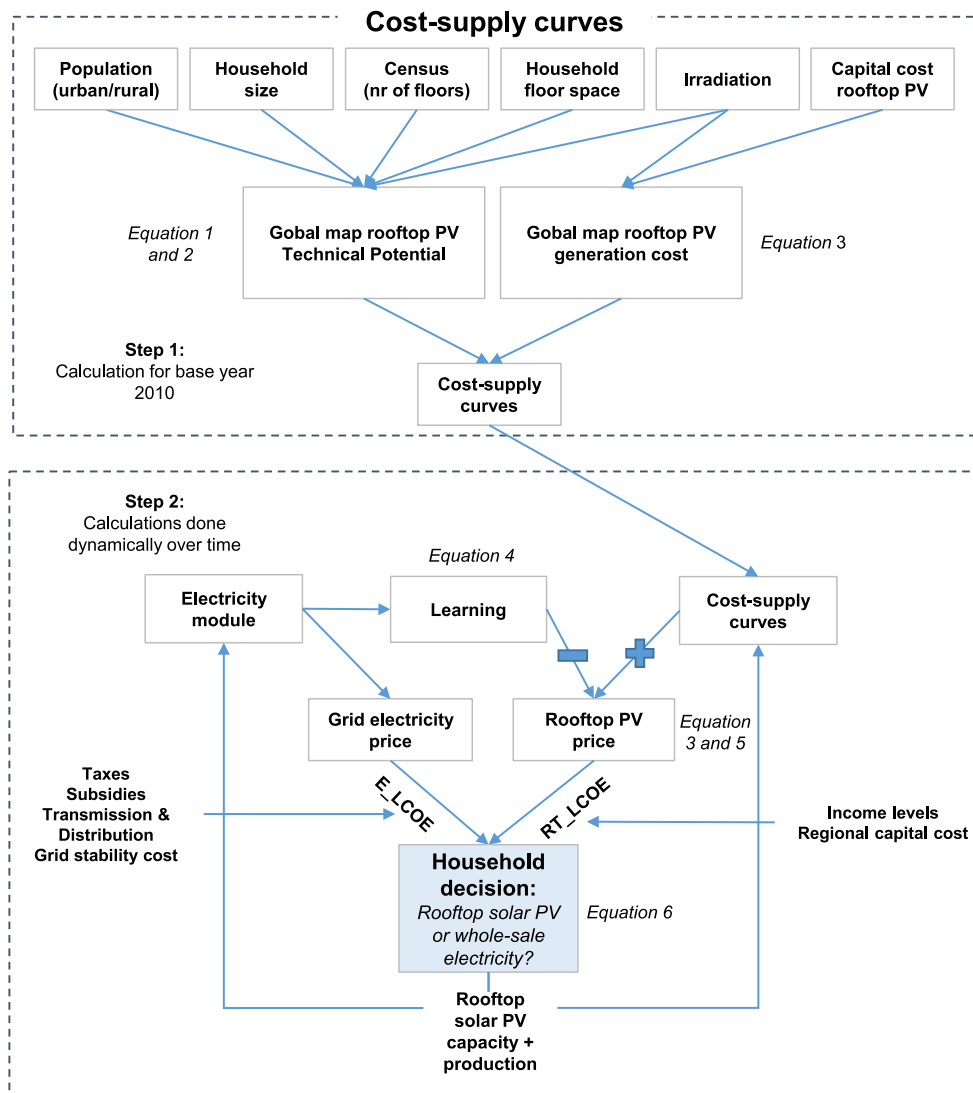 Cost-supply curves
Population
(urban/rural)
Household
size
Census
(nr of floors)
Household
floor space
Irradiation
Capital cost
rooftop PV
Equation 1
and 2
Gobal map rooftop PV
Technical Potential
Gobal map rooftop PV
generation cost
Equation 3
Step 1:
Calculation for base year
2010
Cost-supply
curves
Step 2:
Calculations done
dynamically over time
Equation 4
Electricity
module
Learning
Cost-supply
curves
Grid electricity
price
Rooftop PV
price
Equation
3 and 5
Taxes
Subsidies
Transmission &
Distribution
Grid stability cost
E_LCOE
RT_LCOE
Income levels
Regional capital cost
Household
decision:
Rooftop solar PV
or whole-sale
electricity?
Equation 6
Rooftop
solar PV
capacity +
production